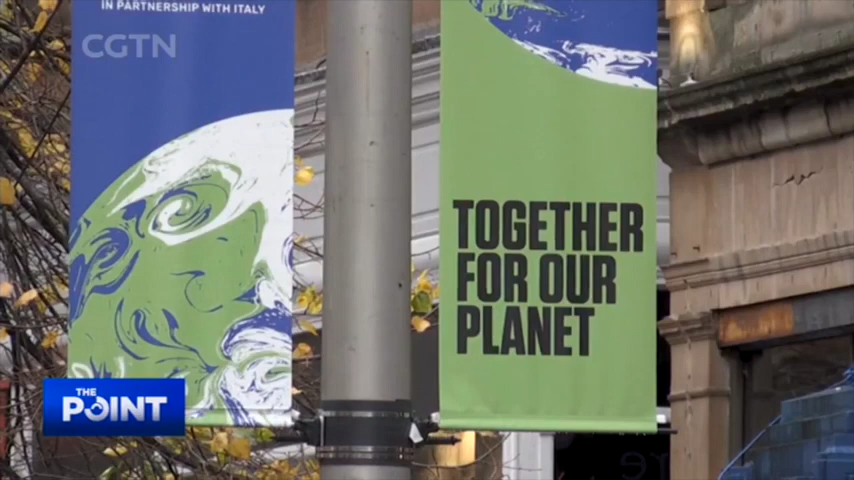 IN PARTNERSHIP WITH ITALY
CGTN
TOGETHER
FOR OUR
PLANET
THE
POINT